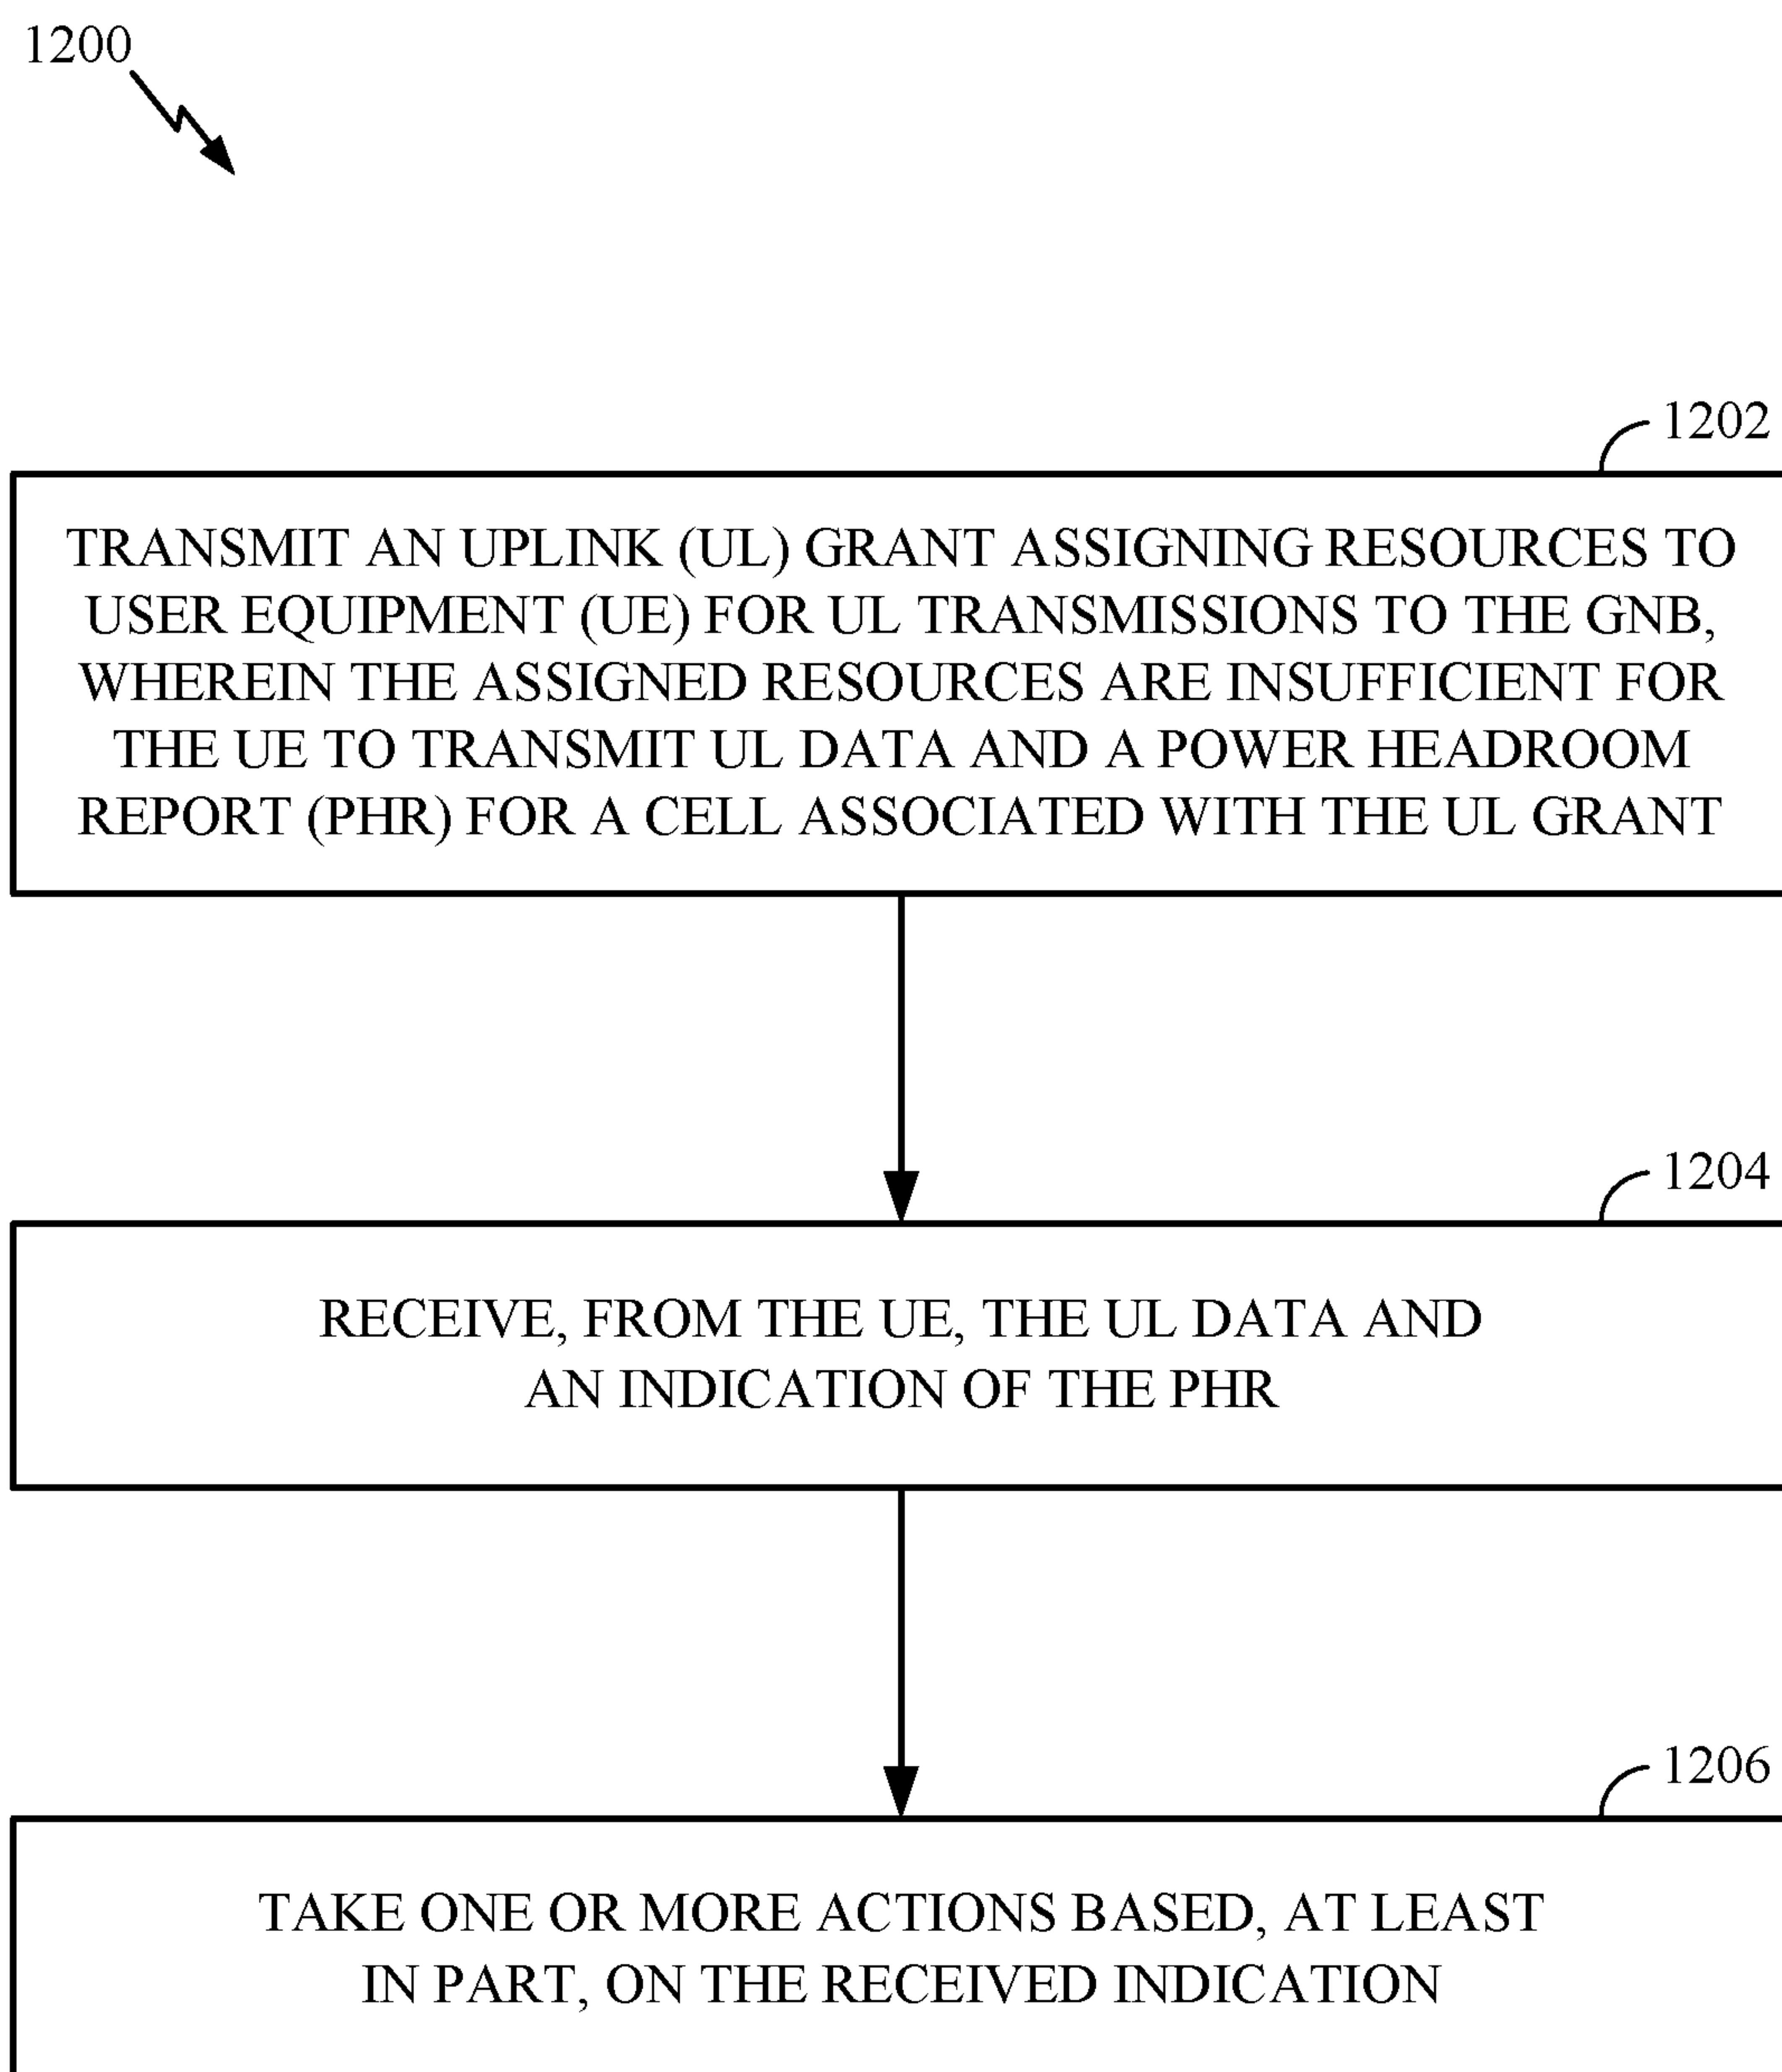 1200
1202
TRANSMIT AN UPLINK (UL) GRANT ASSIGNING RESOURCES TO
USER EQUIPMENT (UE) FOR UL TRANSMISSIONS TO THE GNB,
WHEREIN THE ASSIGNED RESOURCES ARE INSUFFICIENT FOR
THE UE TO TRANSMIT UL DATA AND A POWER HEADROOM
REPORT (PHR) FOR A CELL ASSOCIATED WITH THE UL GRANT
1204
RECEIVE, FROM THE UE, THE UL DATA AND
AN INDICATION OF THE PHR
1206
TAKE ONE OR MORE ACTIONS BASED, AT LEAST
IN PART, ON THE RECEIVED INDICATION